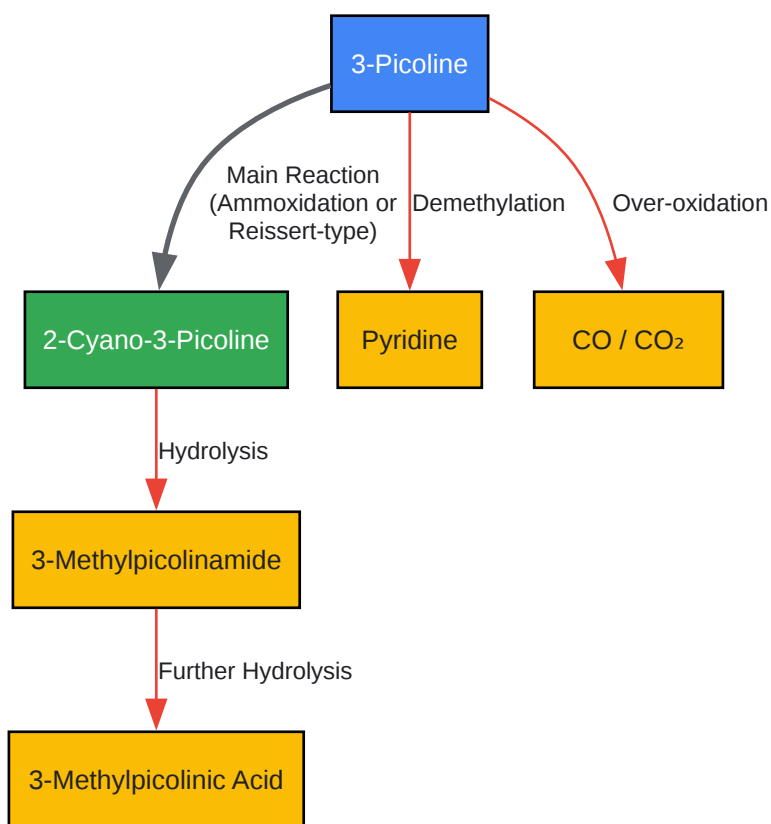 3-Picoline
Main Reaction
(Ammoxidation or
Reissert-type)
Demethylation
Over-oxidation
2-Cyano-3-Picoline
Pyridine
CO / CO₂
Hydrolysis
3-Methylpicolinamide
Further Hydrolysis
3-Methylpicolinic Acid